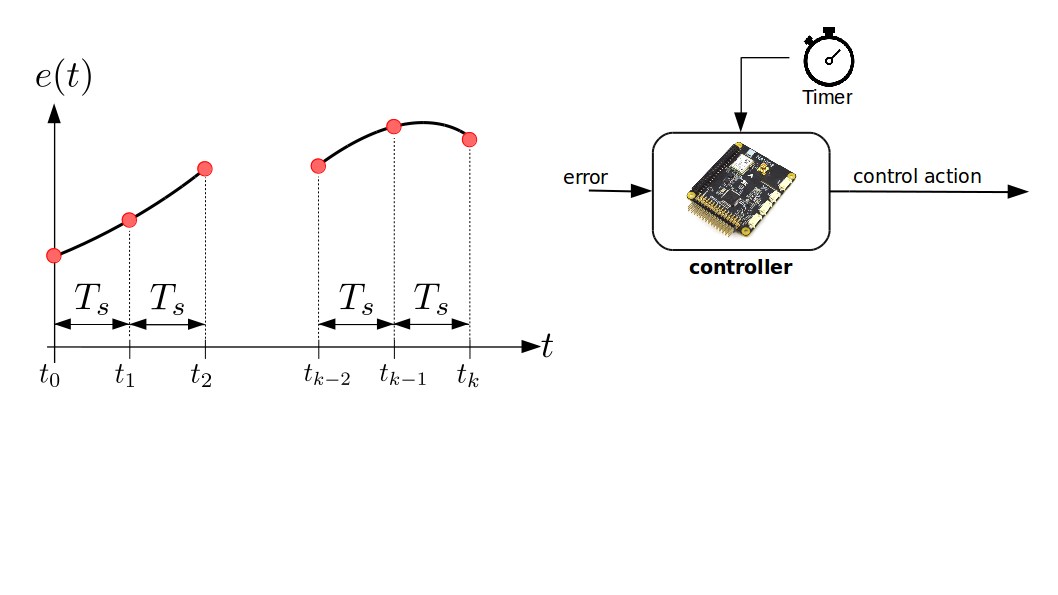 e(t)
T_s
T_s
T_s
T_s
t
t_0
t_1
t_2
t_{k-2}
t_{k-1}
t_k
Timer
error
control action
controller